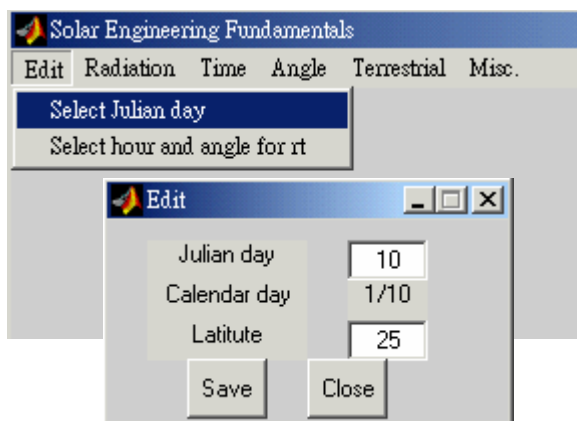 Solar Engineering Fundamentals
Edit Radiation Time Angle Terrestrial Misc.
Select Julian day
Select hour and angle for rt
Edit
Julian day 10
Calendar day 1/10
Latitute 25
Save Close